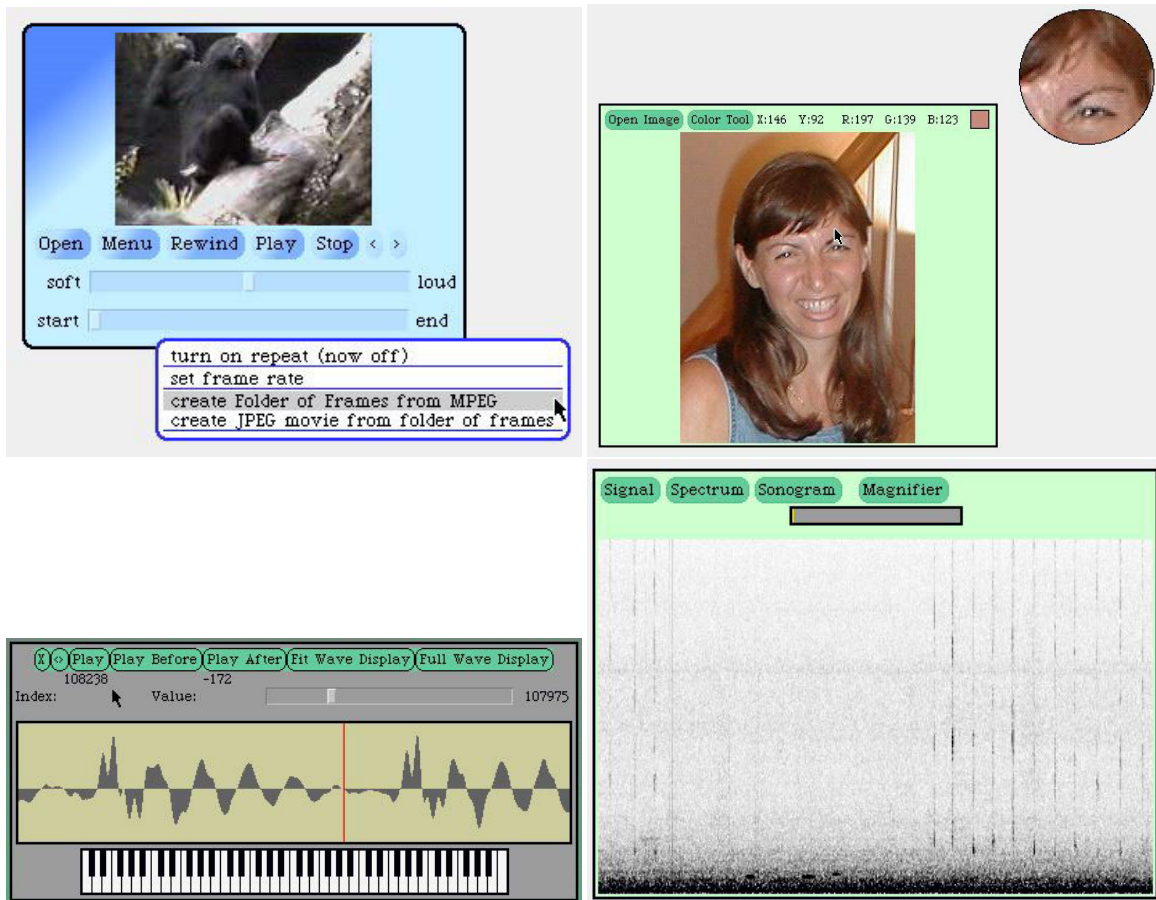 Open Menu Rewind Play Stop < >
soft loud
start end
turn on repeat (now off)
set frame rate
create Folder of Frames from MPEG
create JPEG movie from folder of frames
Open Image Color Tool X:146 Y:92 R:197 G:139 B:123
X <> Play Play Before Play After Fit Wave Display Full Wave Display
108238 -172
Index: Value: 107975
Signal Spectrum Sonogram Magnifier